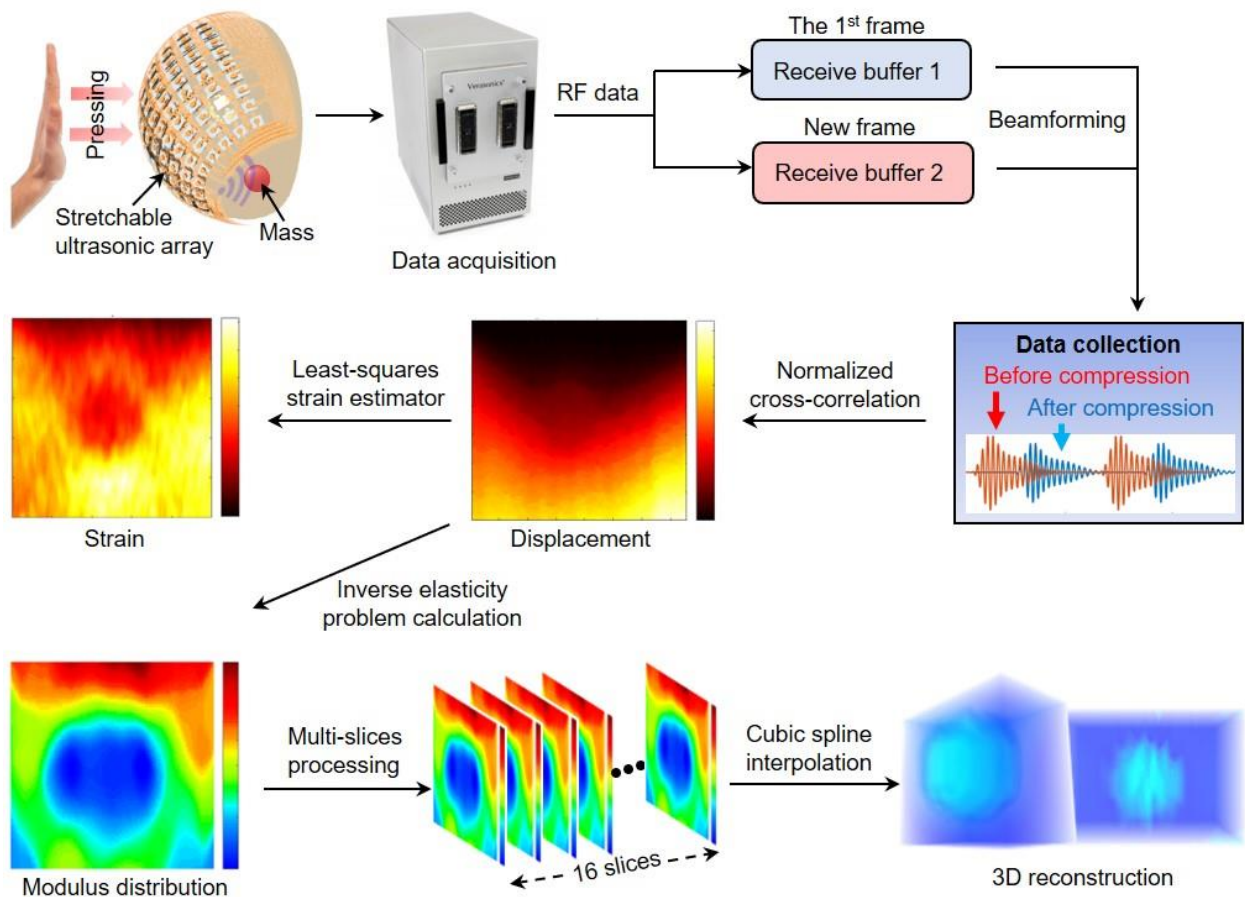 Pressing
Stretchable
ultrasonic array
Mass
Verasonics®
Data acquisition
RF data
The 1st frame
Receive buffer 1
New frame
Receive buffer 2
Beamforming
Data collection
Before compression
After compression
Normalized
cross-correlation
Displacement
Least-squares
strain estimator
Strain
Inverse elasticity
problem calculation
Modulus distribution
Multi-slices
processing
16 slices
Cubic spline
interpolation
3D reconstruction